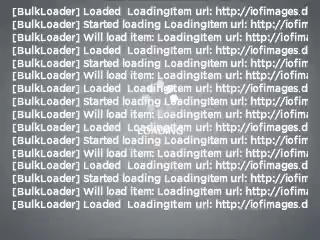 [BulkLoader] Loaded  LoadingItem url: http://iofimages.d
[BulkLoader] Started loading LoadingItem url: http://iofim
[BulkLoader] Will load item: LoadingItem url: http://iofima
[BulkLoader] Loaded  LoadingItem url: http://iofimages.d
[BulkLoader] Started loading LoadingItem url: http://iofim
[BulkLoader] Will load item: LoadingItem url: http://iofima
[BulkLoader] Loaded  LoadingItem url: http://iofimages.d
[BulkLoader] Started loading LoadingItem url: http://iofim
[BulkLoader] Will load item: LoadingItem url: http://iofima
[BulkLoader] Loaded  LoadingItem url: http://iofimages.d
LOADING
[BulkLoader] Started loading LoadingItem url: http://iofim
[BulkLoader] Will load item: LoadingItem url: http://iofima
[BulkLoader] Loaded  LoadingItem url: http://iofimages.d
[BulkLoader] Started loading LoadingItem url: http://iofim
[BulkLoader] Will load item: LoadingItem url: http://iofima
[BulkLoader] Loaded  LoadingItem url: http://iofimages.d